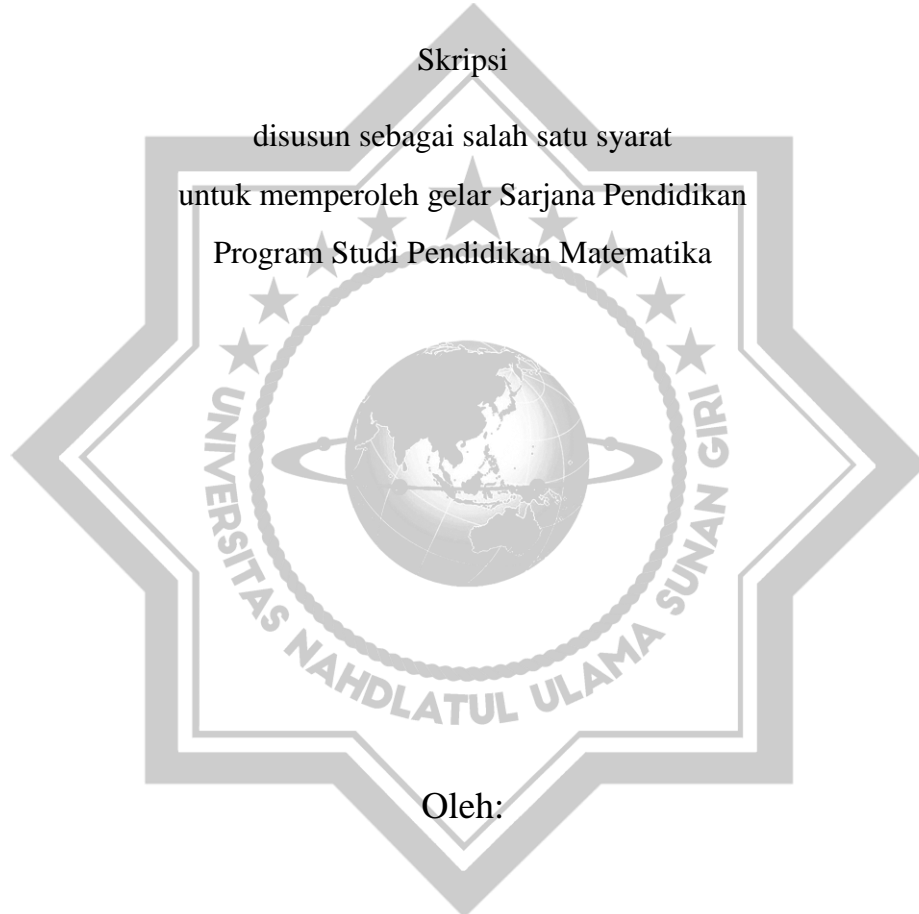 Skripsi
disusun sebagai salah satu syarat
untuk memperoleh gelar Sarjana Pendidikan
Program Studi Pendidikan Matematika
UNIVERSITAS NAHDLATUL ULAMA SUNAN GIRI
Oleh: